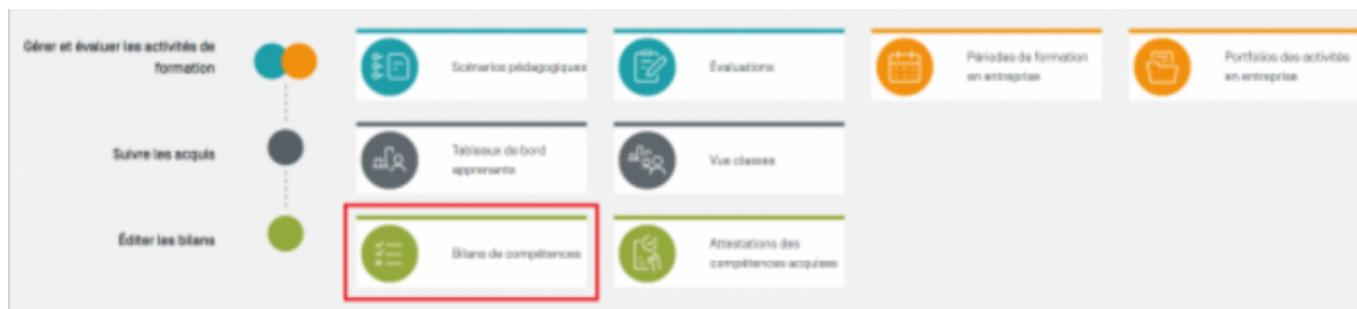 Gérer et évaluer les activités de
formation
Scénarios pédagogiques
Évaluations
Périodes de formation
en entreprise
Portfolios des activités
en entreprise
Suivre les acquis
Tableaux de bord
apprenants
Vue classes
Éditer les bilans
Bilans de compétences
Attestations des
compétences acquises